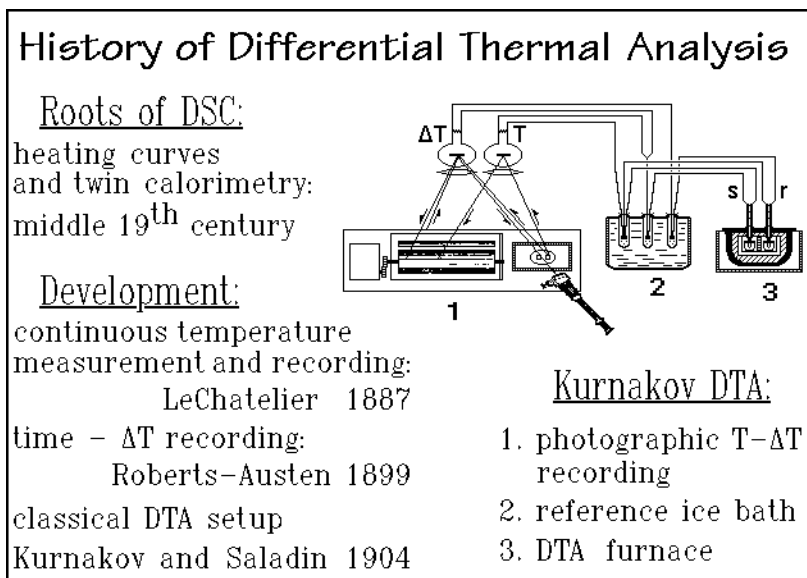 History of Differential Thermal Analysis
Roots of DSC:
heating curves
and twin calorimetry:
middle 19th century
Development:
continuous temperature
measurement and recording:
LeChatelier 1887
time - ΔT recording:
Roberts-Austen 1899
classical DTA setup
Kurnakov and Saladin 1904
ΔT T
s r
1 2 3
Kurnakov DTA:
1. photographic T-ΔT
recording
2. reference ice bath
3. DTA furnace